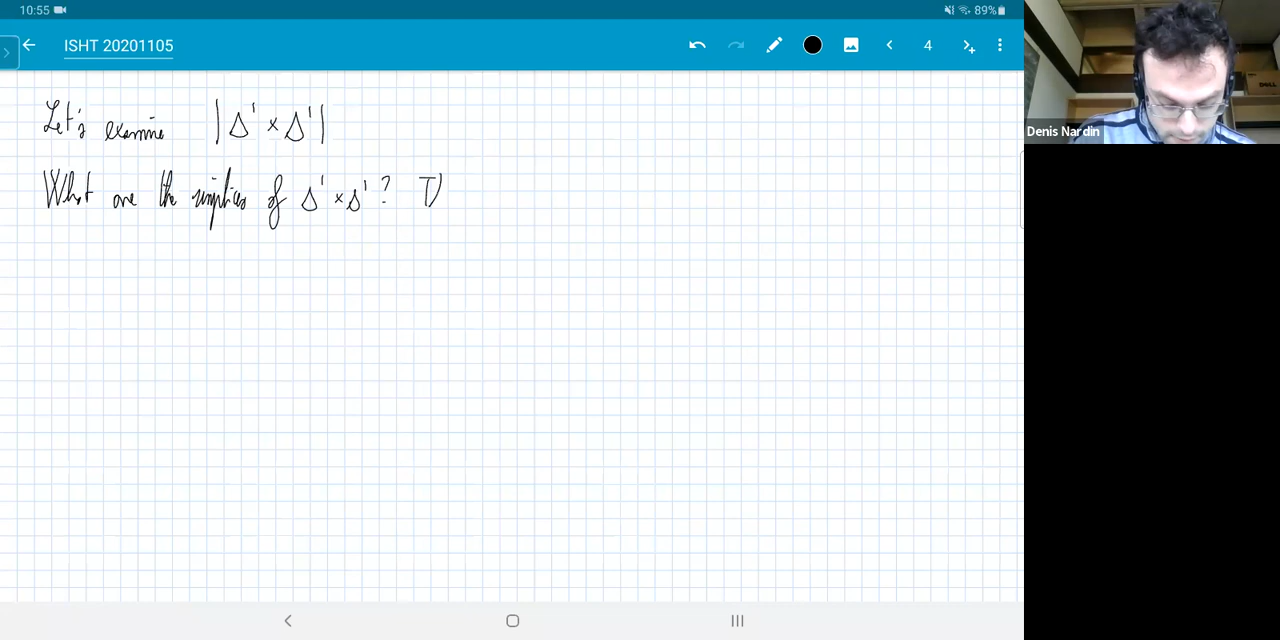 10:55
89%
ISHT 20201105
4
Let's examine |Δ¹ × Δ¹|
What are the simplices of Δ¹ × Δ¹ ?
Denis Nardin
DELL